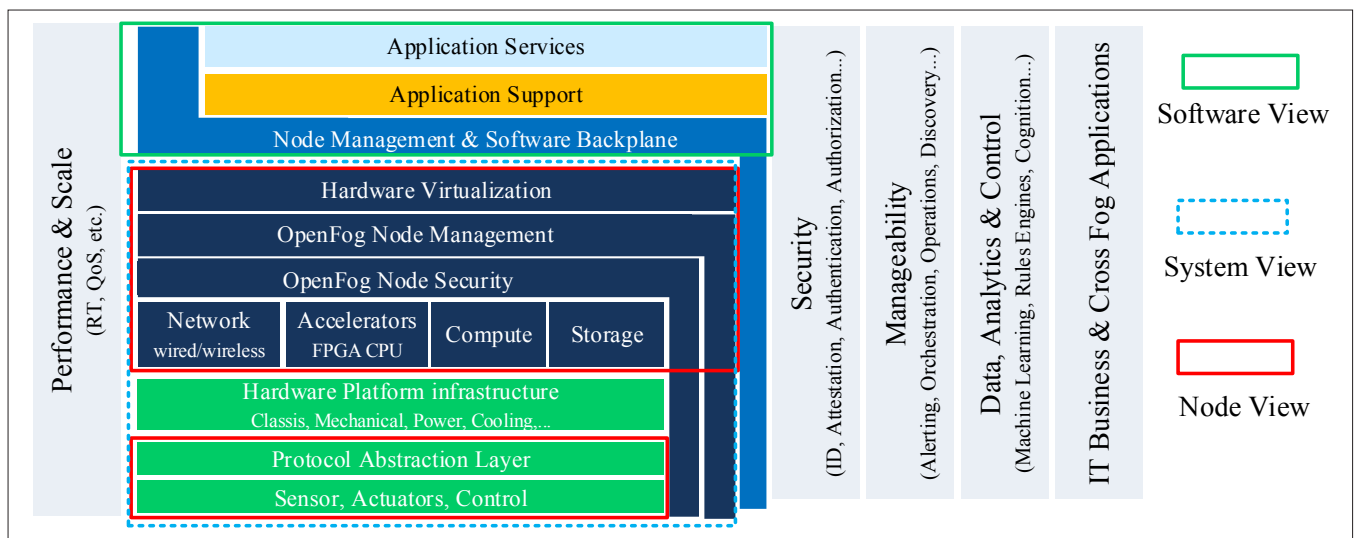 Performance & Scale
(RT, QoS, etc.)
Application Services
Application Support
Node Management & Software Backplane
Hardware Virtualization
OpenFog Node Management
OpenFog Node Security
Network
wired/wireless
Accelerators
FPGA CPU
Compute
Storage
Hardware Platform infrastructure
Classis, Mechanical, Power, Cooling,...
Protocol Abstraction Layer
Sensor, Actuators, Control
Security
(ID, Attestation, Authentication, Authorization...)
Manageability
(Alerting, Orchestration, Operations, Discovery...)
Data, Analytics & Control
(Machine Learning, Rules Engines, Cognition...)
IT Business & Cross Fog Applications
Software View
System View
Node View